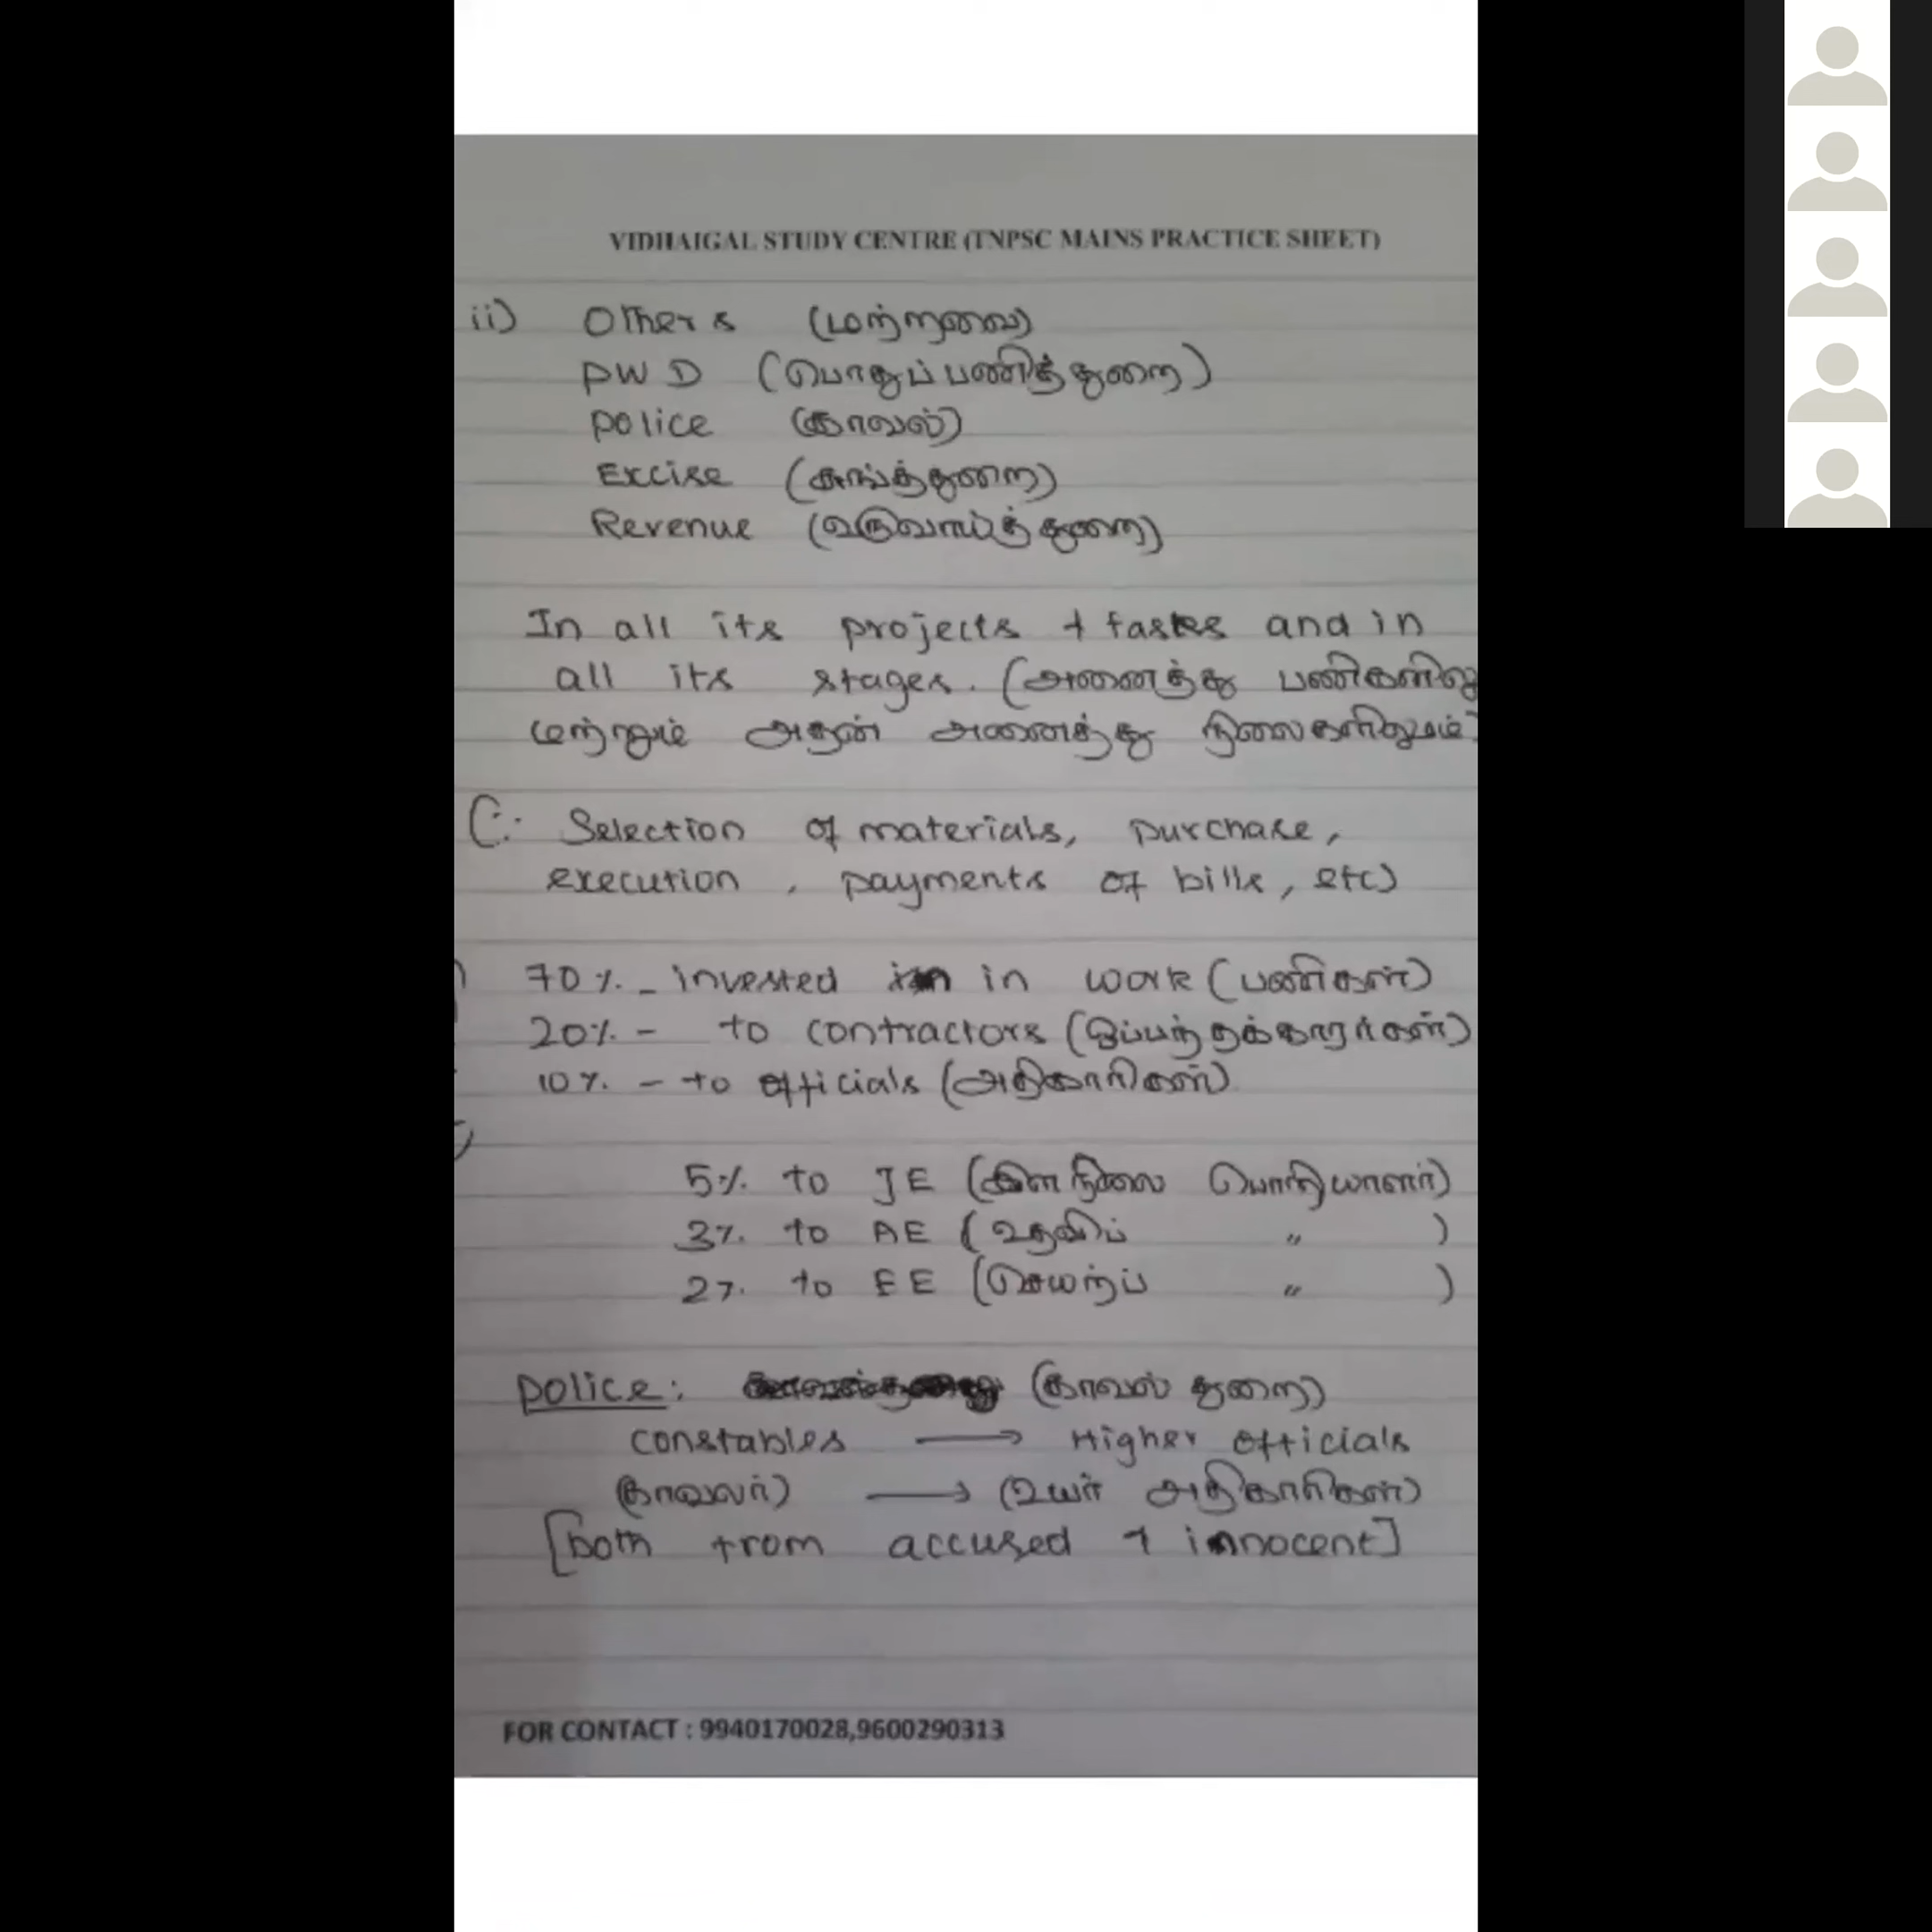 VIDHAIGAL STUDY CENTRE (TNPSC MAINS PRACTICE SHEET)
ii) Others (மற்றவை)
PWD (பொதுப்பணித்துறை)
Police (காவல்)
Excise (சுங்த்துறை)
Revenue (வருவாய்த்துறை)
In all its projects + tasks and in
all its stages. (அனைத்து பணிகளிலு
மற்றும் அதன் அனைத்து நிலைகளிலும்)
(∵ Selection of materials, purchase,
execution, payments of bills, etc)
70% - invested in work (பணிகள்)
20% - to contractors (ஒப்பந்தக்காரர்கள்)
10% - to officials (அதிகாரிகள்)
5% to JE (இளநிலை பொறியாளர்)
3% to AE (உதவிப் " )
2% to EE (செயற்ப் " )
Police: (காவல் துறை)
Constables ⟶ Higher officials
(காவலர்) ⟶ (உயர் அதிகாரிகள்)
[both from accused + innocent]
FOR CONTACT : 9940170028,9600290313